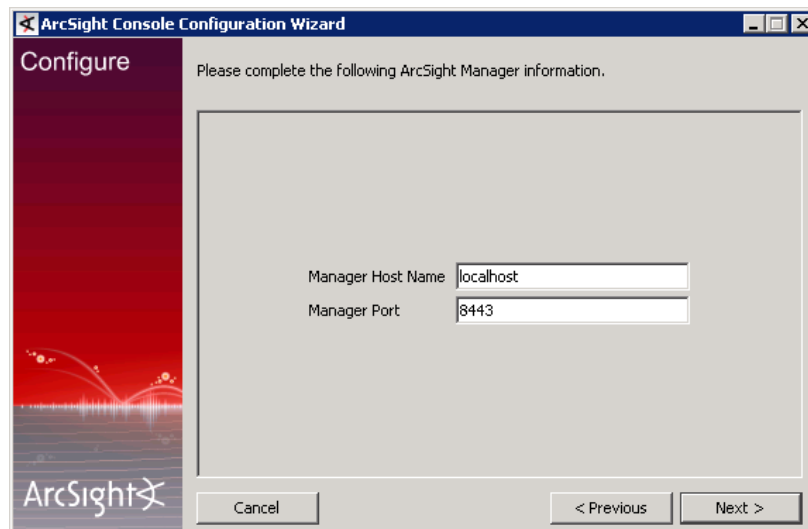 ArcSight Console Configuration Wizard
Configure
Please complete the following ArcSight Manager information.
Manager Host Name localhost
Manager Port 8443
ArcSight
Cancel < Previous Next >